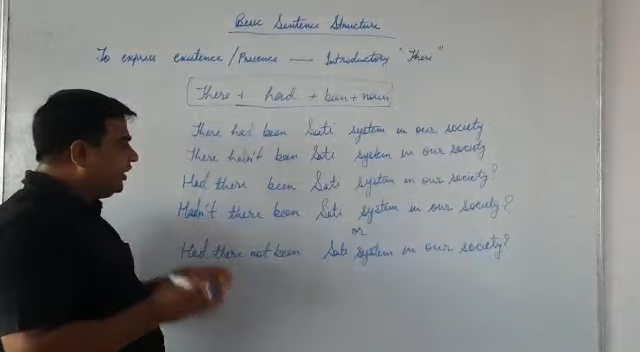 Basic Sentence Structure
To express existence/Presence — Introductory "There"
There + had + been + noun
There had been Sati system in our society.
There hadn't been Sati system in our society
Had there been Sati system in our society?
Hadn't there been Sati system in our society?
or
Had there not been Sati system in our society?